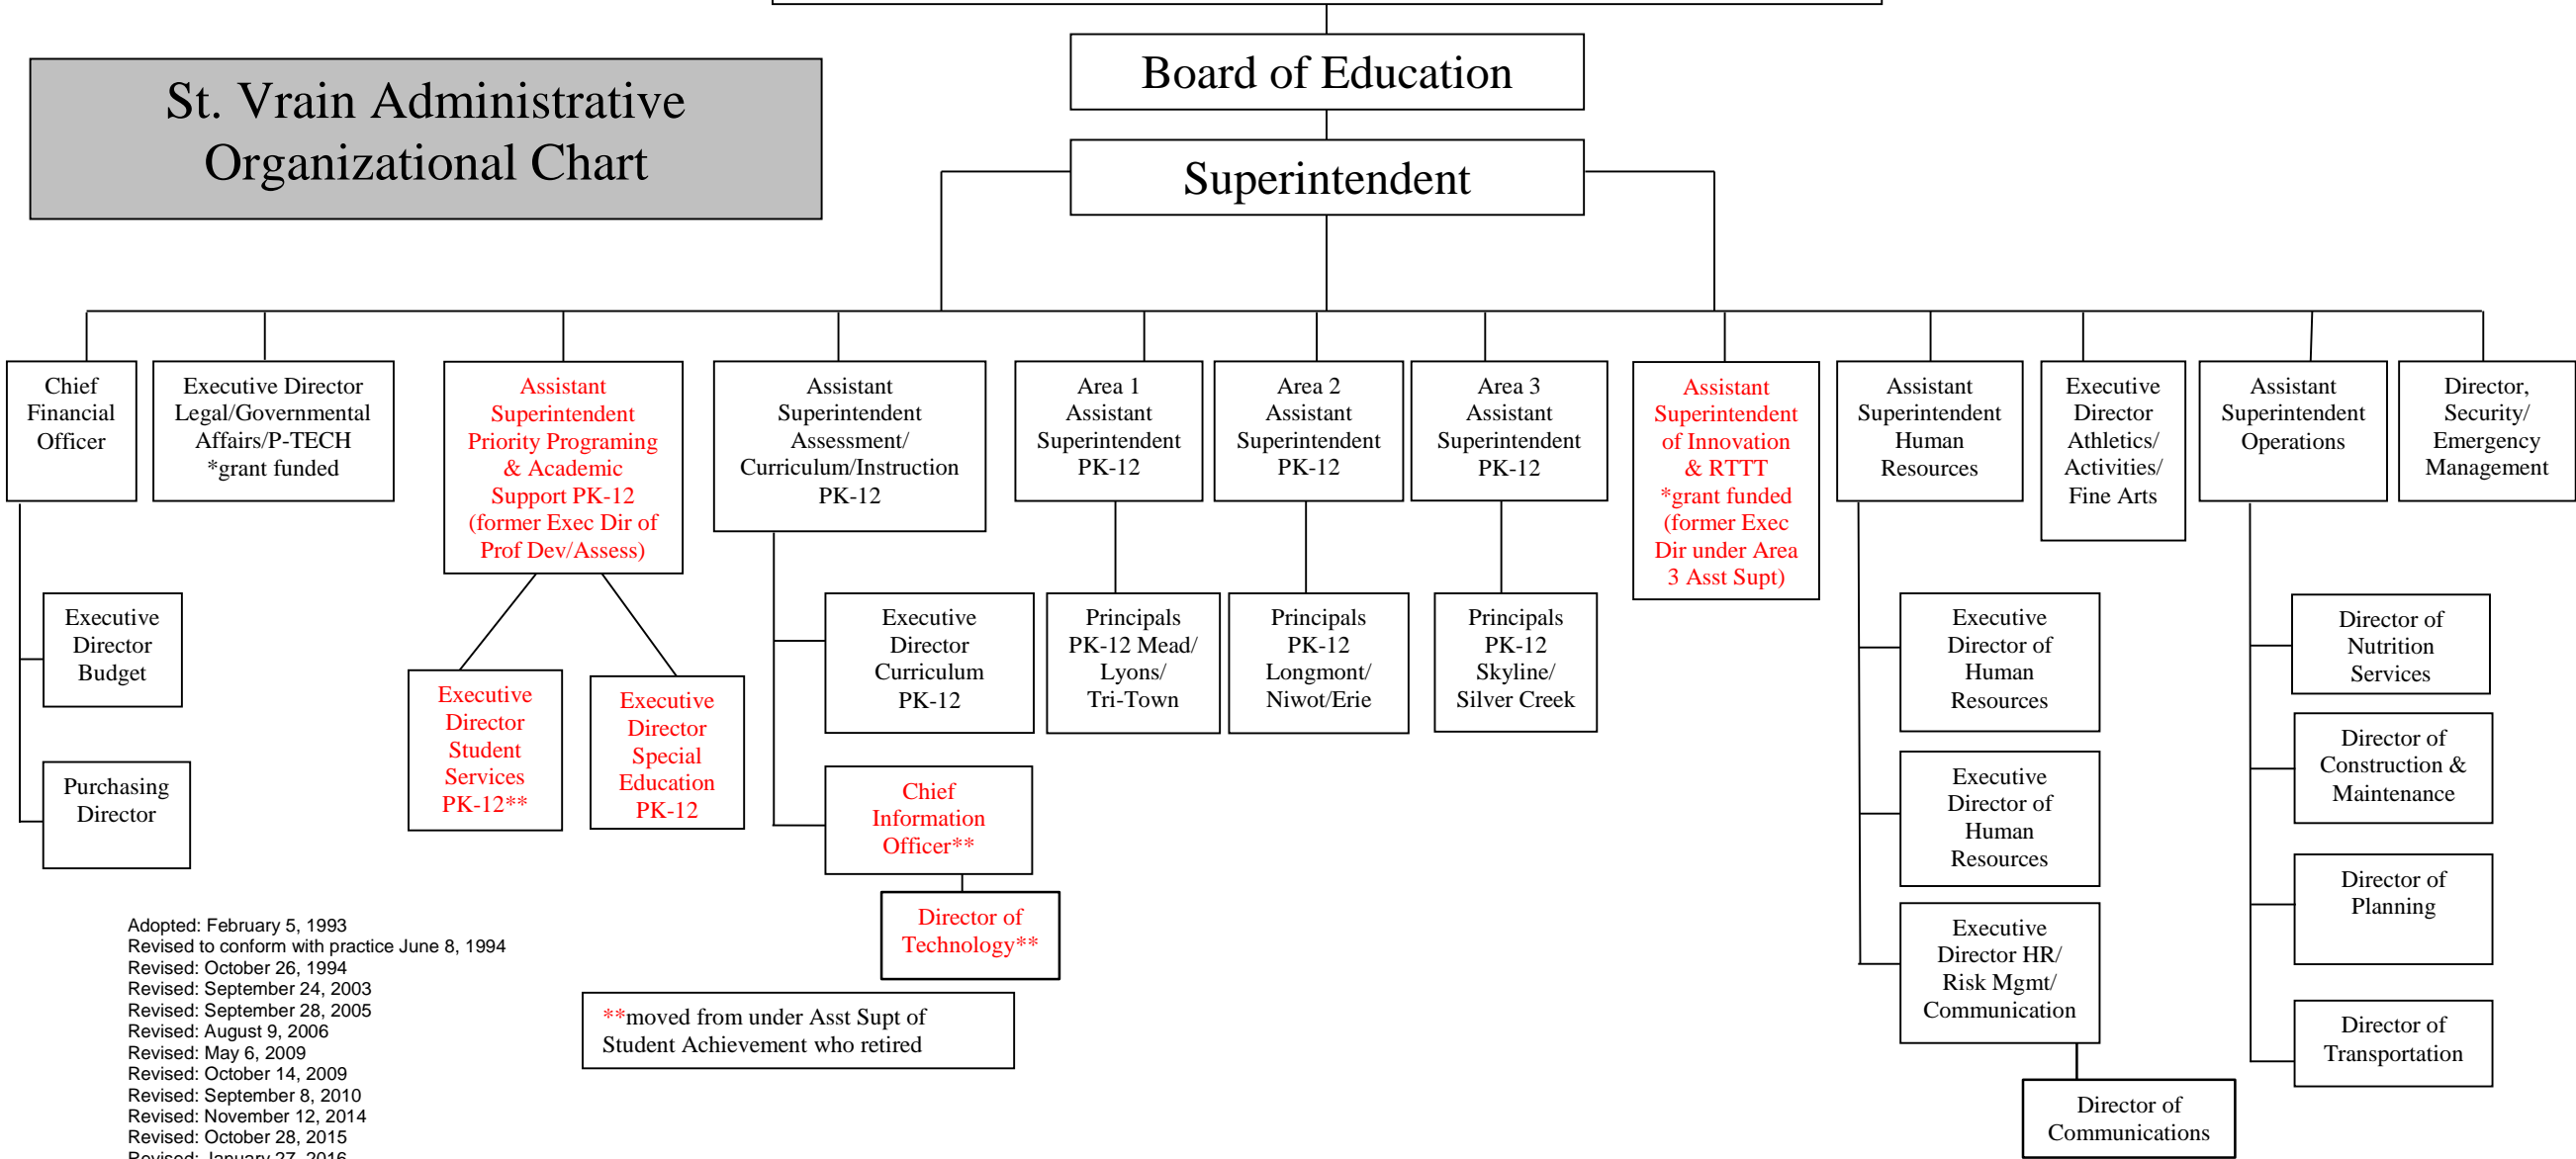 St. Vrain Administrative
Organizational Chart
Board of Education
Superintendent
Chief
Financial
Officer
Executive Director
Legal/Governmental
Affairs/P-TECH
*grant funded
Assistant
Superintendent
Priority Programing
& Academic
Support PK-12
(former Exec Dir of
Prof Dev/Assess)
Assistant
Superintendent
Assessment/
Curriculum/Instruction
PK-12
Area 1
Assistant
Superintendent
PK-12
Area 2
Assistant
Superintendent
PK-12
Area 3
Assistant
Superintendent
PK-12
Assistant
Superintendent
of Innovation
& RTTT
*grant funded
(former Exec
Dir under Area
3 Asst Supt)
Assistant
Superintendent
Human
Resources
Executive
Director
Athletics/
Activities/
Fine Arts
Assistant
Superintendent
Operations
Director,
Security/
Emergency
Management
Executive
Director
Budget
Purchasing
Director
Executive
Director
Student
Services
PK-12**
Executive
Director
Special
Education
PK-12
Executive
Director
Curriculum
PK-12
Chief
Information
Officer**
Director of
Technology**
Principals
PK-12 Mead/
Lyons/
Tri-Town
Principals
PK-12
Longmont/
Niwot/Erie
Principals
PK-12
Skyline/
Silver Creek
Executive
Director of
Human
Resources
Executive
Director of
Human
Resources
Executive
Director HR/
Risk Mgmt/
Communication
Director of
Communications
Director of
Nutrition
Services
Director of
Construction &
Maintenance
Director of
Planning
Director of
Transportation
**moved from under Asst Supt of
Student Achievement who retired
Adopted: February 5, 1993
Revised to conform with practice June 8, 1994
Revised: October 26, 1994
Revised: September 24, 2003
Revised: September 28, 2005
Revised: August 9, 2006
Revised: May 6, 2009
Revised: October 14, 2009
Revised: September 8, 2010
Revised: November 12, 2014
Revised: October 28, 2015
Revised: January 27, 2016